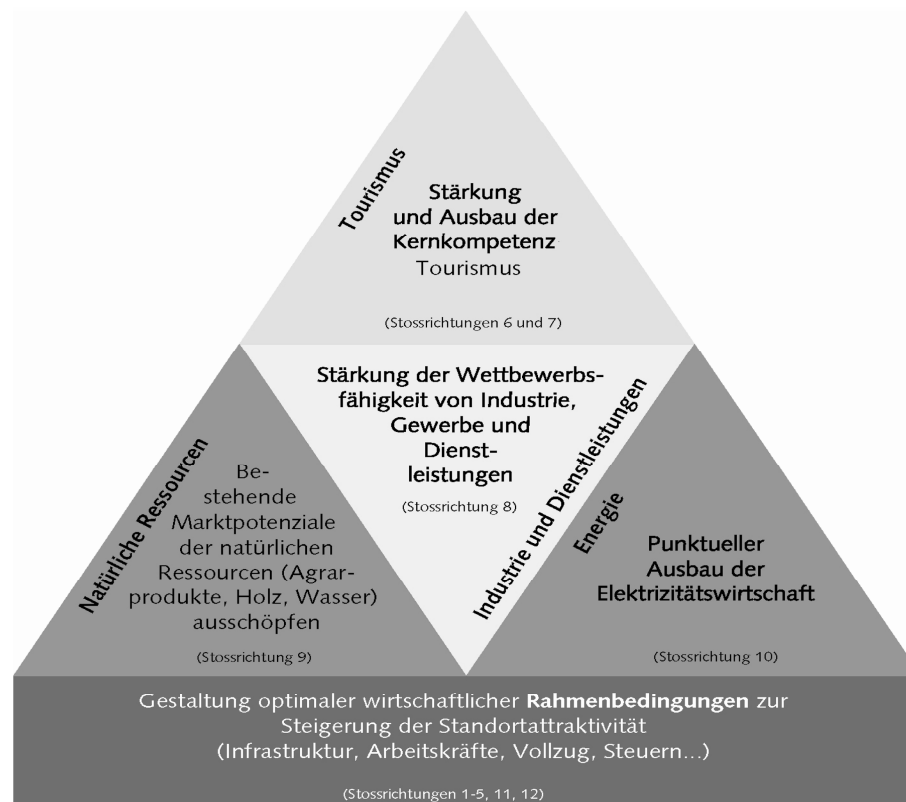 Tourismus
Stärkung
und Ausbau der
Kernkompetenz
Tourismus
(Stossrichtungen 6 und 7)
Stärkung der Wettbewerbs-
fähigkeit von Industrie,
Gewerbe und
Dienst-
leistungen
(Stossrichtung 8)
Industrie und Dienstleistungen
Natürliche Ressourcen
Be-
stehende
Marktpotenziale
der natürlichen
Ressourcen (Agrar-
produkte, Holz, Wasser)
ausschöpfen
(Stossrichtung 9)
Energie
Punktueller
Ausbau der
Elektrizitätswirtschaft
(Stossrichtung 10)
Gestaltung optimaler wirtschaftlicher Rahmenbedingungen zur
Steigerung der Standortattraktivität
(Infrastruktur, Arbeitskräfte, Vollzug, Steuern...)
(Stossrichtungen 1-5, 11, 12)